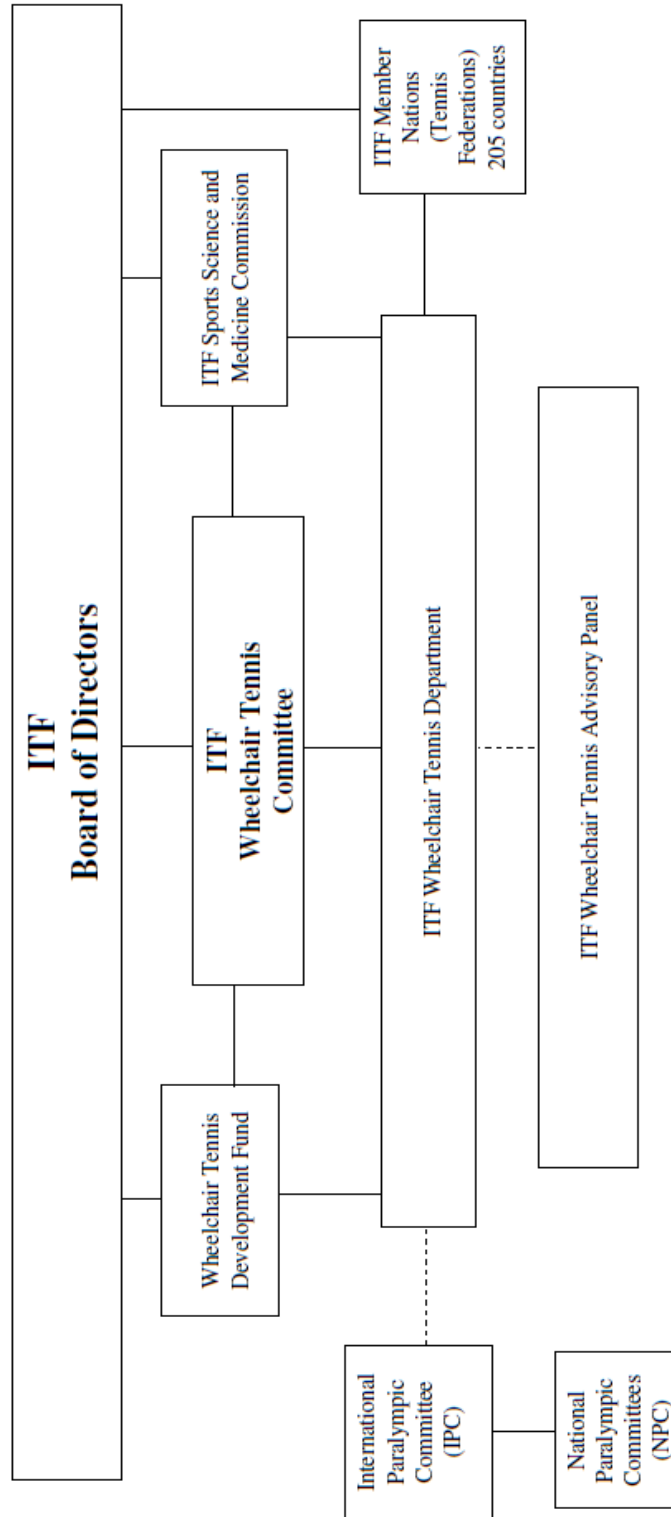 ITF
Board of Directors
Wheelchair Tennis
Development Fund
ITF
Wheelchair Tennis
Committee
ITF Sports Science and
Medicine Commission
International
Paralympic
Committee
(IPC)
ITF Wheelchair Tennis Department
ITF Member
Nations
(Tennis
Federations)
205 countries
National
Paralympic
Committees
(NPC)
ITF Wheelchair Tennis Advisory Panel